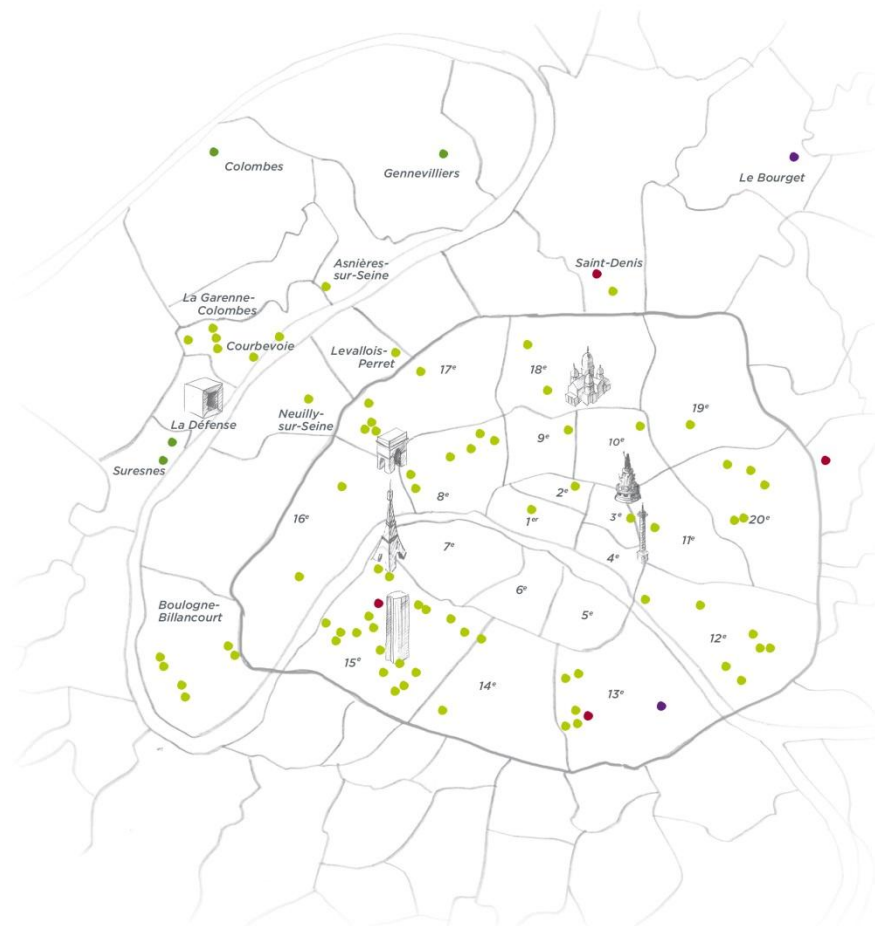 Colombes
Gennevilliers
Le Bourget
Asnières-
sur-Seine
Saint-Denis
La Garenne-
Colombes
Courbevoie
Levallois-
Perret
17e
18e
19e
La Défense
Neuilly-
sur-Seine
9e
10e
Suresnes
8e
2e
16e
1er
3e
20e
7e
4e
11e
6e
Boulogne-
Billancourt
5e
12e
15e
14e
13e